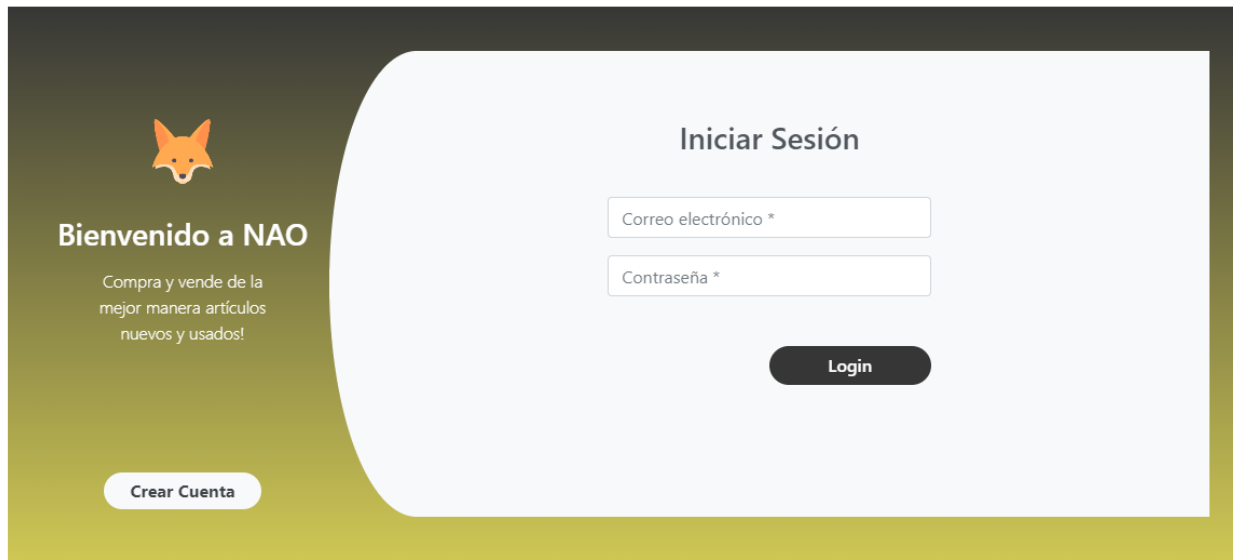 Bienvenido a NAO
Compra y vende de la
mejor manera artículos
nuevos y usados!
Crear Cuenta
Iniciar Sesión
Correo electrónico *
Contraseña *
Login